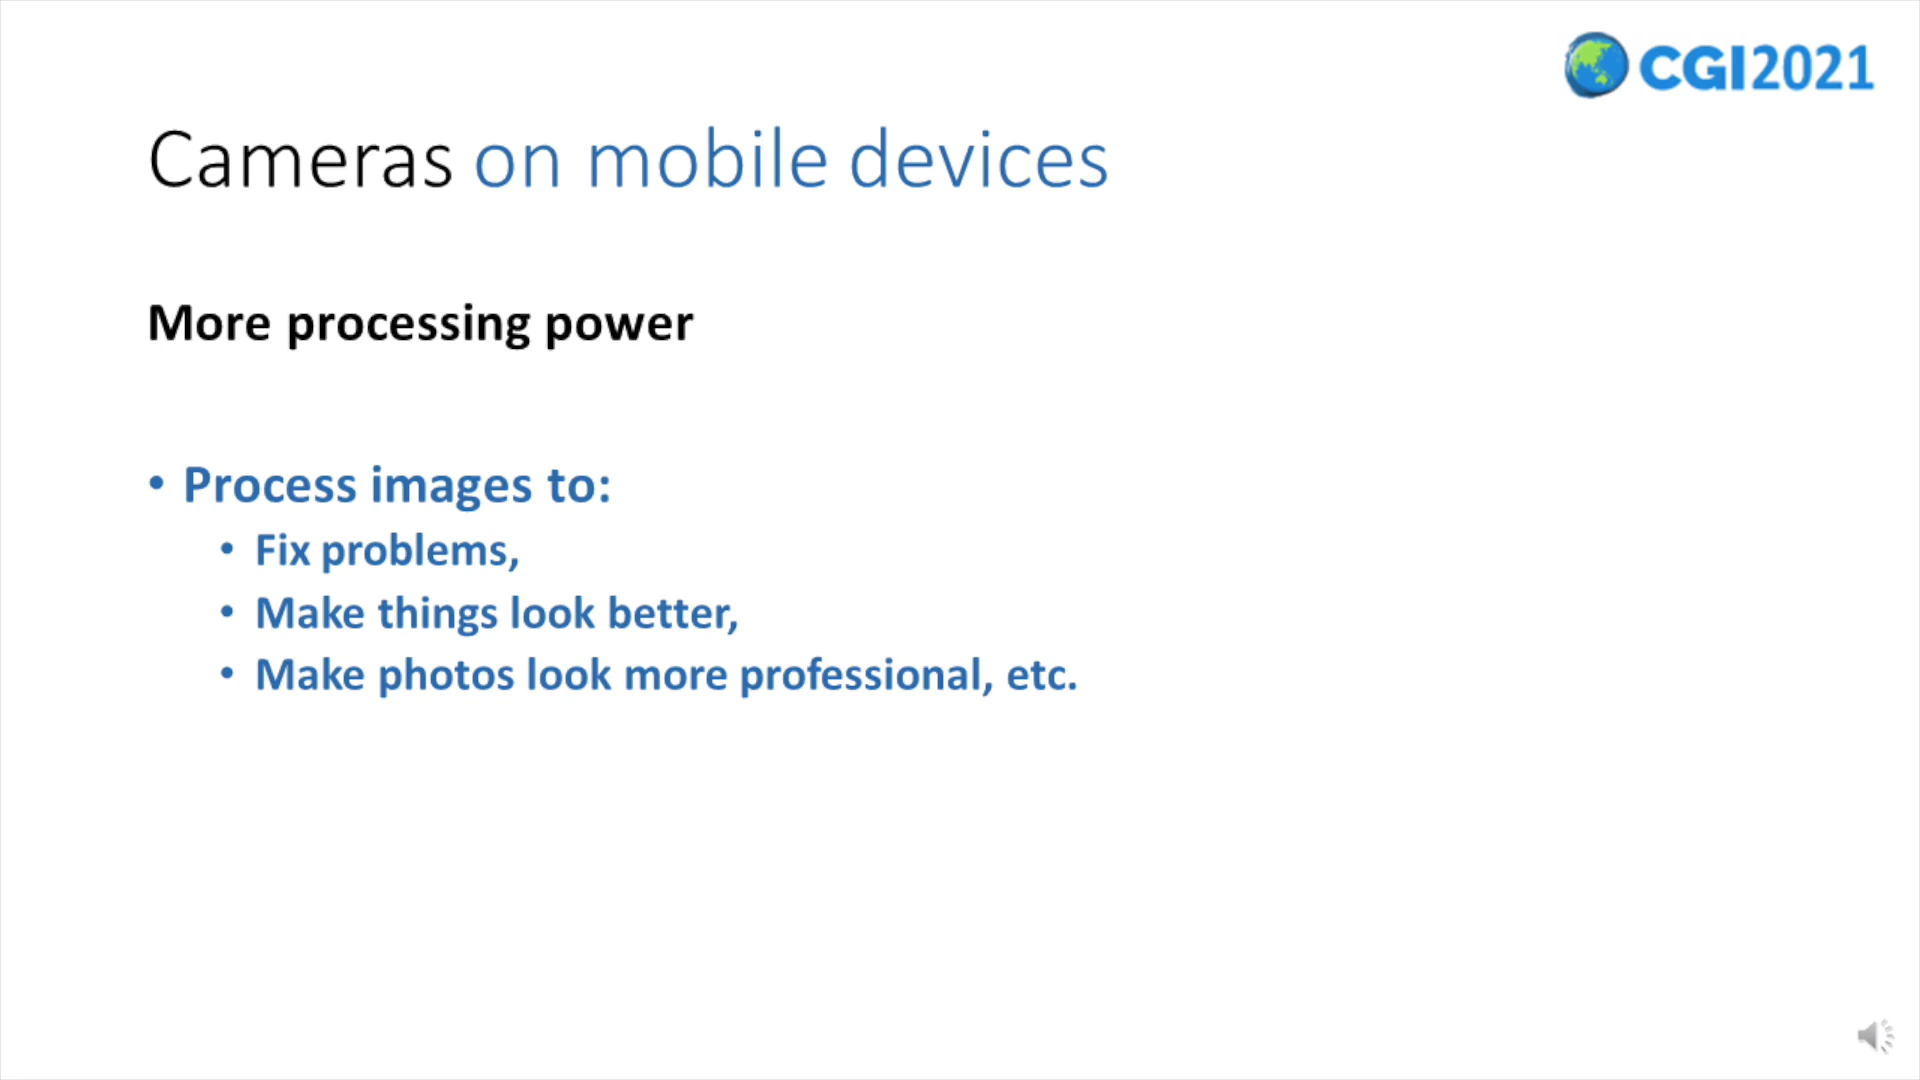 CGI2021
Cameras on mobile devices
More processing power
• Process images to:
• Fix problems,
• Make things look better,
• Make photos look more professional, etc.